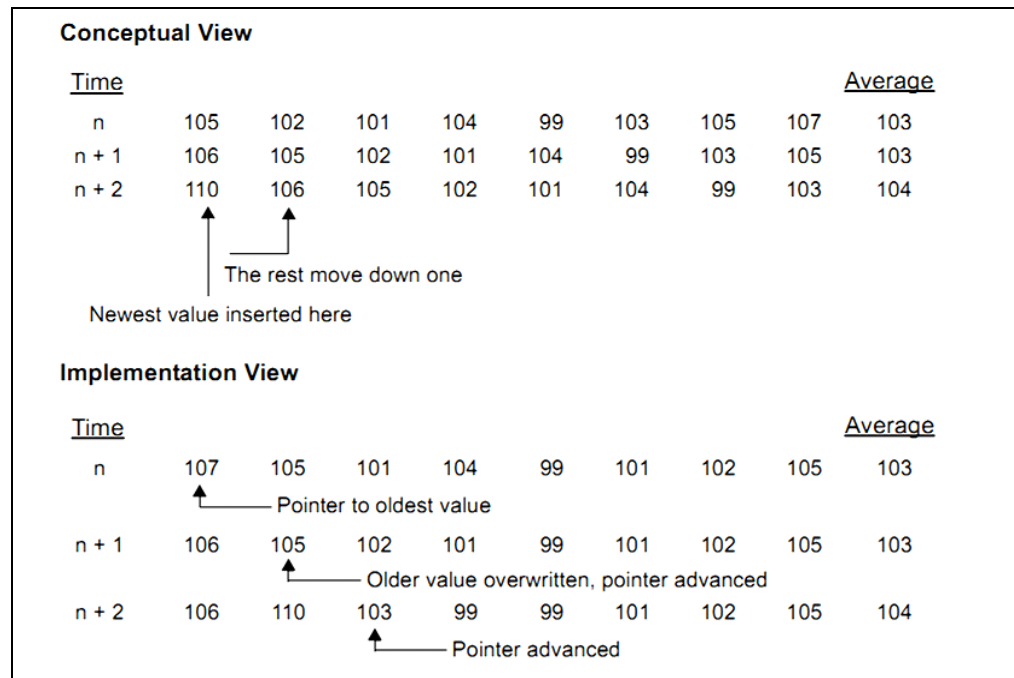 Conceptual View
Time Average
n 105 102 101 104 99 103 105 107 103
n + 1 106 105 102 101 104 99 103 105 103
n + 2 110 106 105 102 101 104 99 103 104
The rest move down one
Newest value inserted here
Implementation View
Time Average
n 107 105 101 104 99 101 102 105 103
Pointer to oldest value
n + 1 106 105 102 101 99 101 102 105 103
Older value overwritten, pointer advanced
n + 2 106 110 103 99 99 101 102 105 104
Pointer advanced